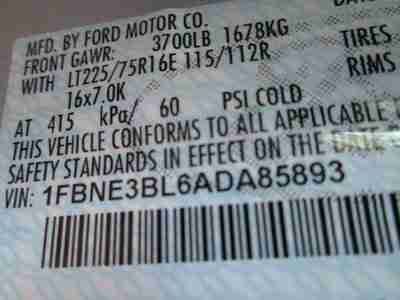 DATE
MFD. BY FORD MOTOR CO.
FRONT GAWR: 3700LB 1678KG
WITH LT225/75R16E 115/112R TIRES
16x7.0K RIMS
AT 415 kPa/ 60 PSI COLD
THIS VEHICLE CONFORMS TO ALL APPLICABLE
SAFETY STANDARDS IN EFFECT ON THE DATE
VIN: 1FBNE3BL6ADA85893